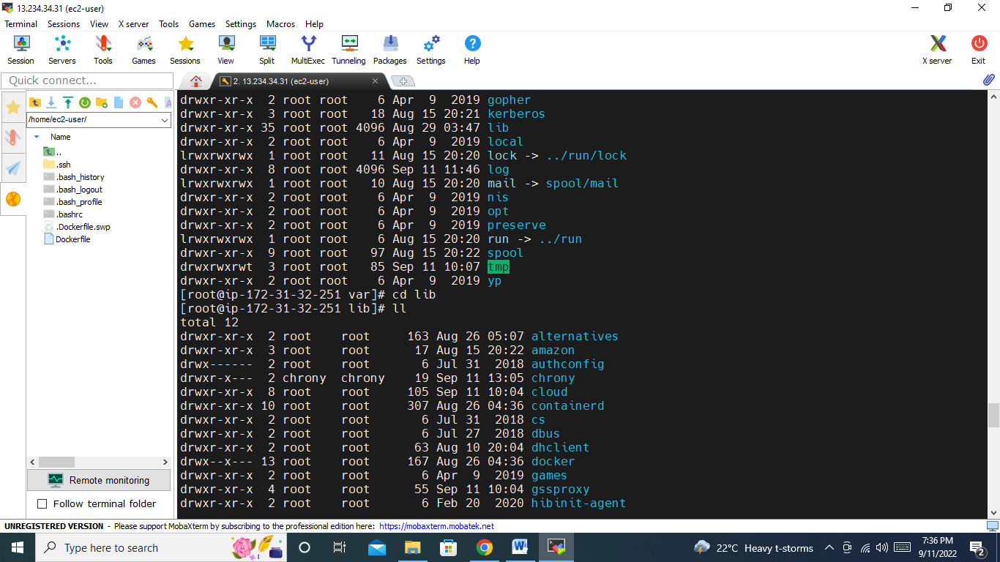 13.234.34.31 (ec2-user)
Terminal Sessions View X server Tools Games Settings Macros Help
Session Servers Tools Games Sessions View Split MultiExec Tunneling Packages Settings Help X server Exit
Quick connect...
2. 13.234.34.31 (ec2-user)
/home/ec2-user/
Name
..
.ssh
.bash_history
.bash_logout
.bash_profile
.bashrc
.Dockerfile.swp
Dockerfile
Remote monitoring
Follow terminal folder
drwxr-xr-x  2 root root    6 Apr  9  2019 gopher
drwxr-xr-x  3 root root   18 Aug 15 20:21 kerberos
drwxr-xr-x 35 root root 4096 Aug 29 03:47 lib
drwxr-xr-x  2 root root    6 Apr  9  2019 local
lrwxrwxrwx  1 root root   11 Aug 15 20:20 lock -> ../run/lock
drwxr-xr-x  8 root root 4096 Sep 11 11:46 log
lrwxrwxrwx  1 root root   10 Aug 15 20:20 mail -> spool/mail
drwxr-xr-x  2 root root    6 Apr  9  2019 nis
drwxr-xr-x  2 root root    6 Apr  9  2019 opt
drwxr-xr-x  2 root root    6 Apr  9  2019 preserve
lrwxrwxrwx  1 root root    6 Aug 15 20:20 run -> ../run
drwxr-xr-x  9 root root   97 Aug 15 20:22 spool
drwxrwxrwt  3 root root   85 Sep 11 10:07 tmp
drwxr-xr-x  2 root root    6 Apr  9  2019 yp
[root@ip-172-31-32-251 var]# cd lib
[root@ip-172-31-32-251 lib]# ll
total 12
drwxr-xr-x  2 root    root     163 Aug 26 05:07 alternatives
drwxr-xr-x  3 root    root      17 Aug 15 20:22 amazon
drwx------  2 root    root       6 Jul 31  2018 authconfig
drwxr-x---  2 chrony  chrony    19 Sep 11 13:05 chrony
drwxr-xr-x  8 root    root     105 Sep 11 10:04 cloud
drwxr-xr-x 10 root    root     307 Aug 26 04:36 containerd
drwxr-xr-x  2 root    root       6 Jul 31  2018 cs
drwxr-xr-x  2 root    root       6 Jul 27  2018 dbus
drwxr-xr-x  2 root    root      63 Aug 10 20:04 dhclient
drwx--x--- 13 root    root     167 Aug 26 04:36 docker
drwxr-xr-x  2 root    root       6 Apr  9  2019 games
drwxr-xr-x  4 root    root      55 Sep 11 10:04 gssproxy
drwxr-xr-x  2 root    root       6 Feb 20  2020 hibinit-agent
UNREGISTERED VERSION - Please support MobaXterm by subscribing to the professional edition here: https://mobaxterm.mobatek.net
Type here to search
22°C Heavy t-storms
7:36 PM
9/11/2022
2